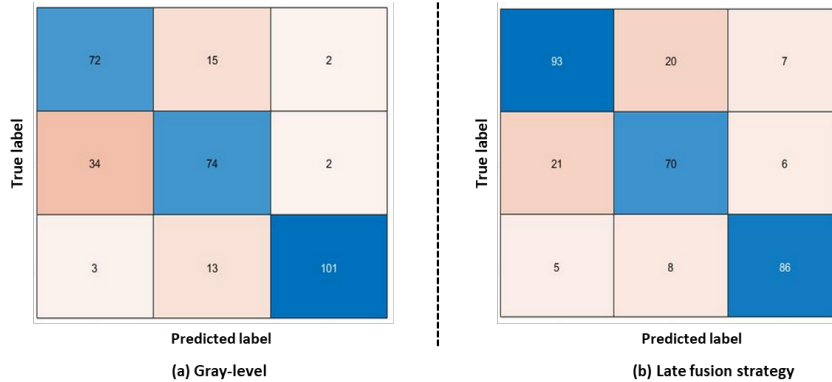 True label
72 15 2
34 74 2
3 13 101
Predicted label
(a) Gray-level
True label
93 20 7
21 70 6
5 8 86
Predicted label
(b) Late fusion strategy